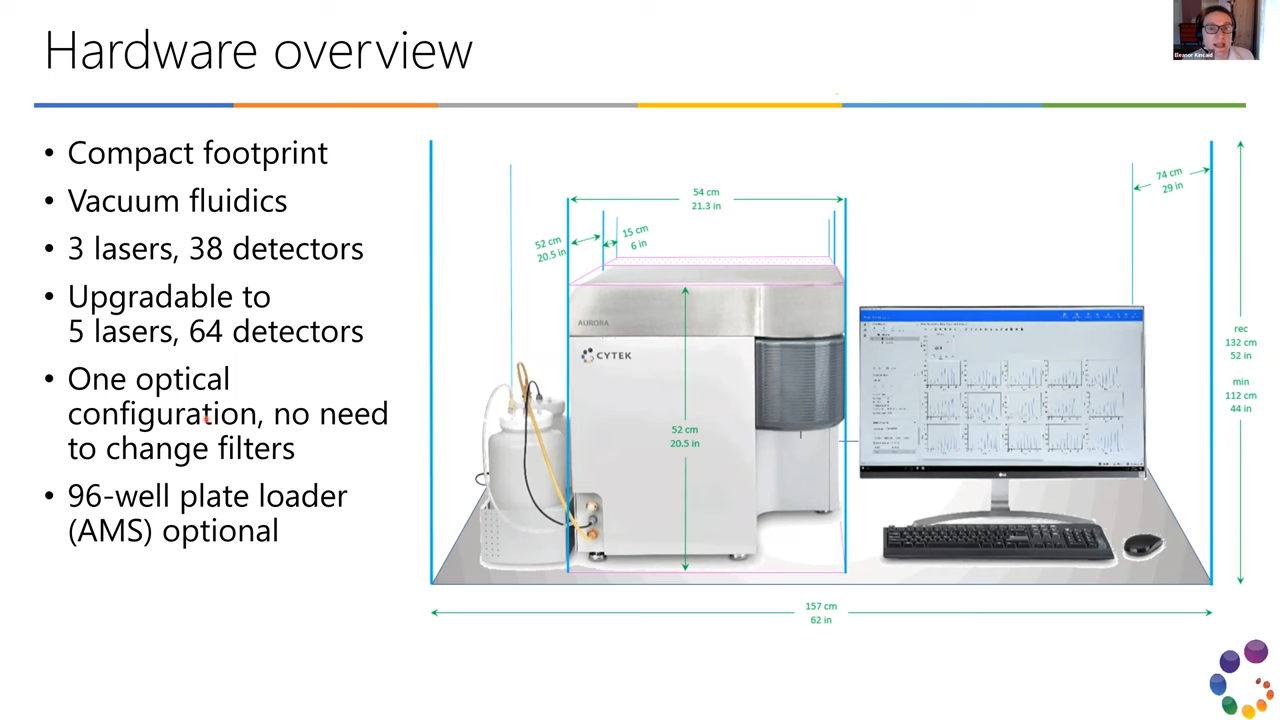 Hardware overview
Eleanor Kincaid
• Compact footprint
• Vacuum fluidics
• 3 lasers, 38 detectors
• Upgradable to
5 lasers, 64 detectors
• One optical
configuration, no need
to change filters
• 96-well plate loader
(AMS) optional
54 cm
21.3 in
52 cm
20.5 in
15 cm
6 in
74 cm
29 in
AURORA
CYTEK
52 cm
20.5 in
rec
132 cm
52 in
min
112 cm
44 in
LG
157 cm
62 in